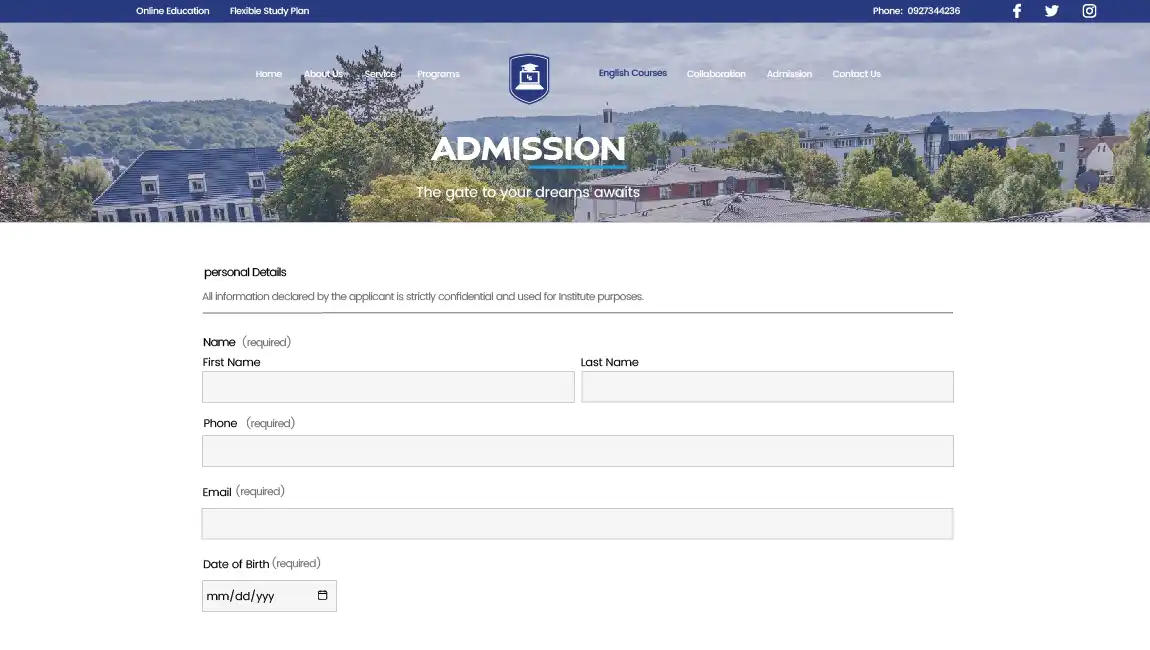 Online Education Flexible Study Plan Phone: 0927344236
Home About Us Service Programs English Courses Collaboration Admission Contact Us
ADMISSION
The gate to your dreams awaits
personal Details
All information declared by the applicant is strictly confidential and used for Institute purposes.
Name (required)
First Name Last Name
Phone (required)
Email (required)
Date of Birth (required)
mm/dd/yyy